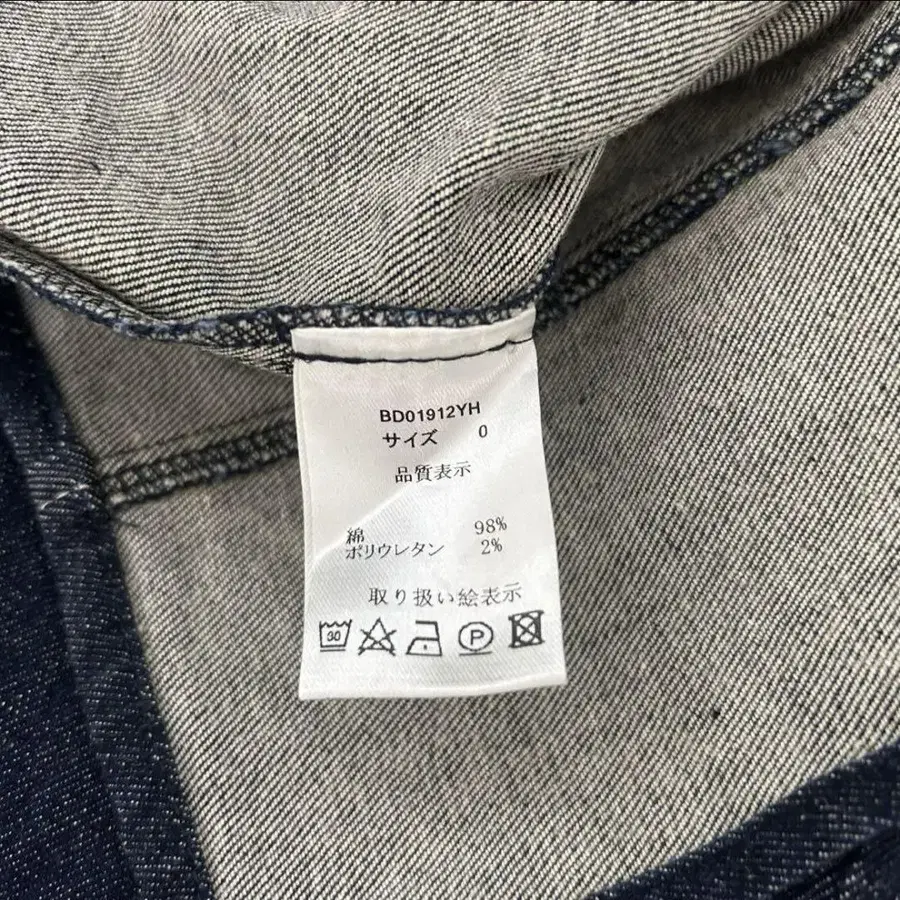 BD01912YH
サイズ 0
品質表示
綿 98%
ポリウレタン 2%
取り扱い絵表示
30 P